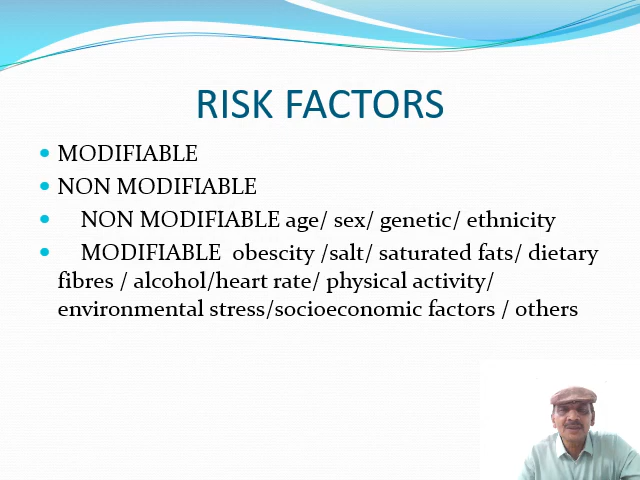 RISK FACTORS
MODIFIABLE
NON MODIFIABLE
NON MODIFIABLE age/ sex/ genetic/ ethnicity
MODIFIABLE obescity /salt/ saturated fats/ dietary
fibres / alcohol/heart rate/ physical activity/
environmental stress/socioeconomic factors / others